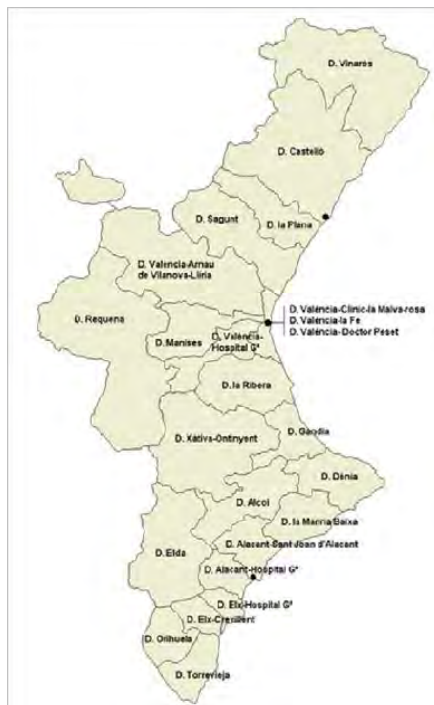 D. Vinaròs
D. Castelló
D. Sagunt
D. la Plana
D. València-Arnau
de Vilanova-Llíria
D. València-Clínic-la Malva-rosa
D. València-la Fe
D. València-Doctor Peset
D. Requena
D. Manises
D. València-
Hospital Gª
D. la Ribera
D. Gandia
D. Xàtiva-Ontinyent
D. Dénia
D. Alcoi
D. la Marina Baixa
D. Alacant-Sant Joan d'Alacant
D. Elda
D. Alacant-Hospital Gª
D. Elx-Hospital Gª
D. Elx-Crevillent
D. Orihuela
D. Torrevieja